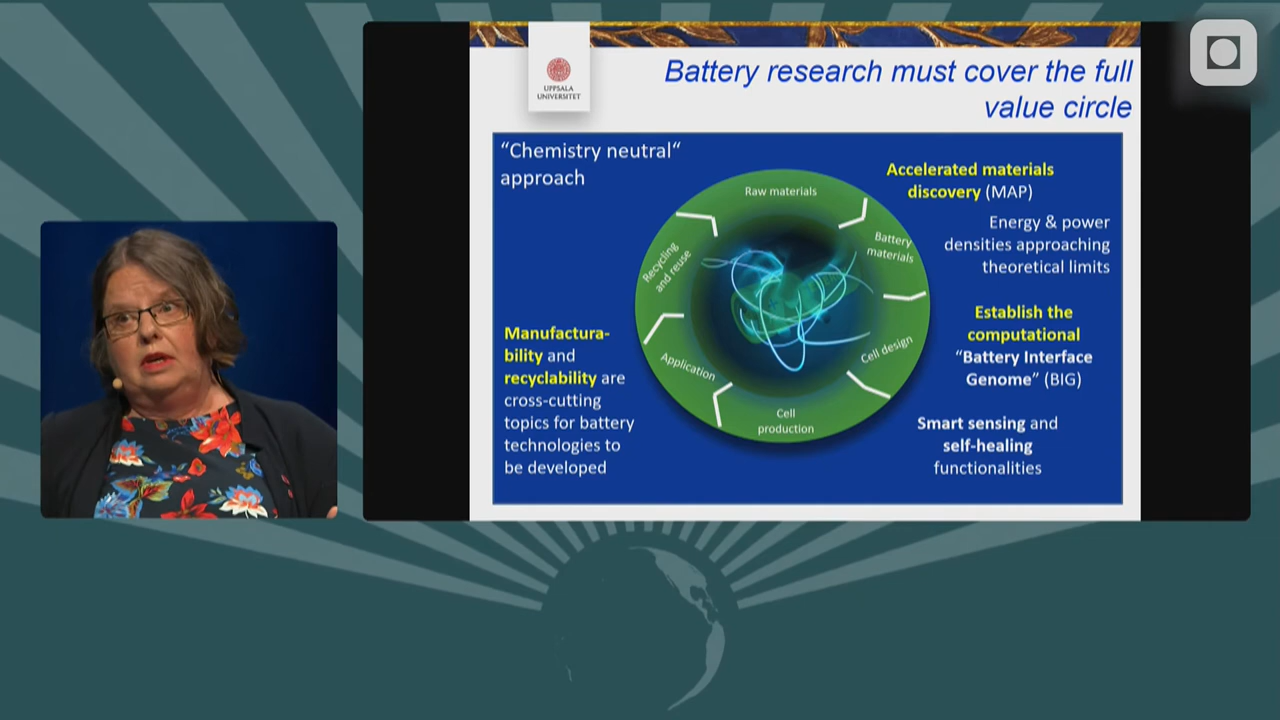 UPPSALA
UNIVERSITET
Battery research must cover the full
value circle
“Chemistry neutral“
approach
Accelerated materials
discovery (MAP)
Energy & power
densities approaching
theoretical limits
Establish the
computational
“Battery Interface
Genome” (BIG)
Smart sensing and
self-healing
functionalities
Manufactura-
bility and
recyclability are
cross-cutting
topics for battery
technologies to
be developed
Raw materials
Battery
materials
Cell design
Cell
production
Application
Recycling
and reuse